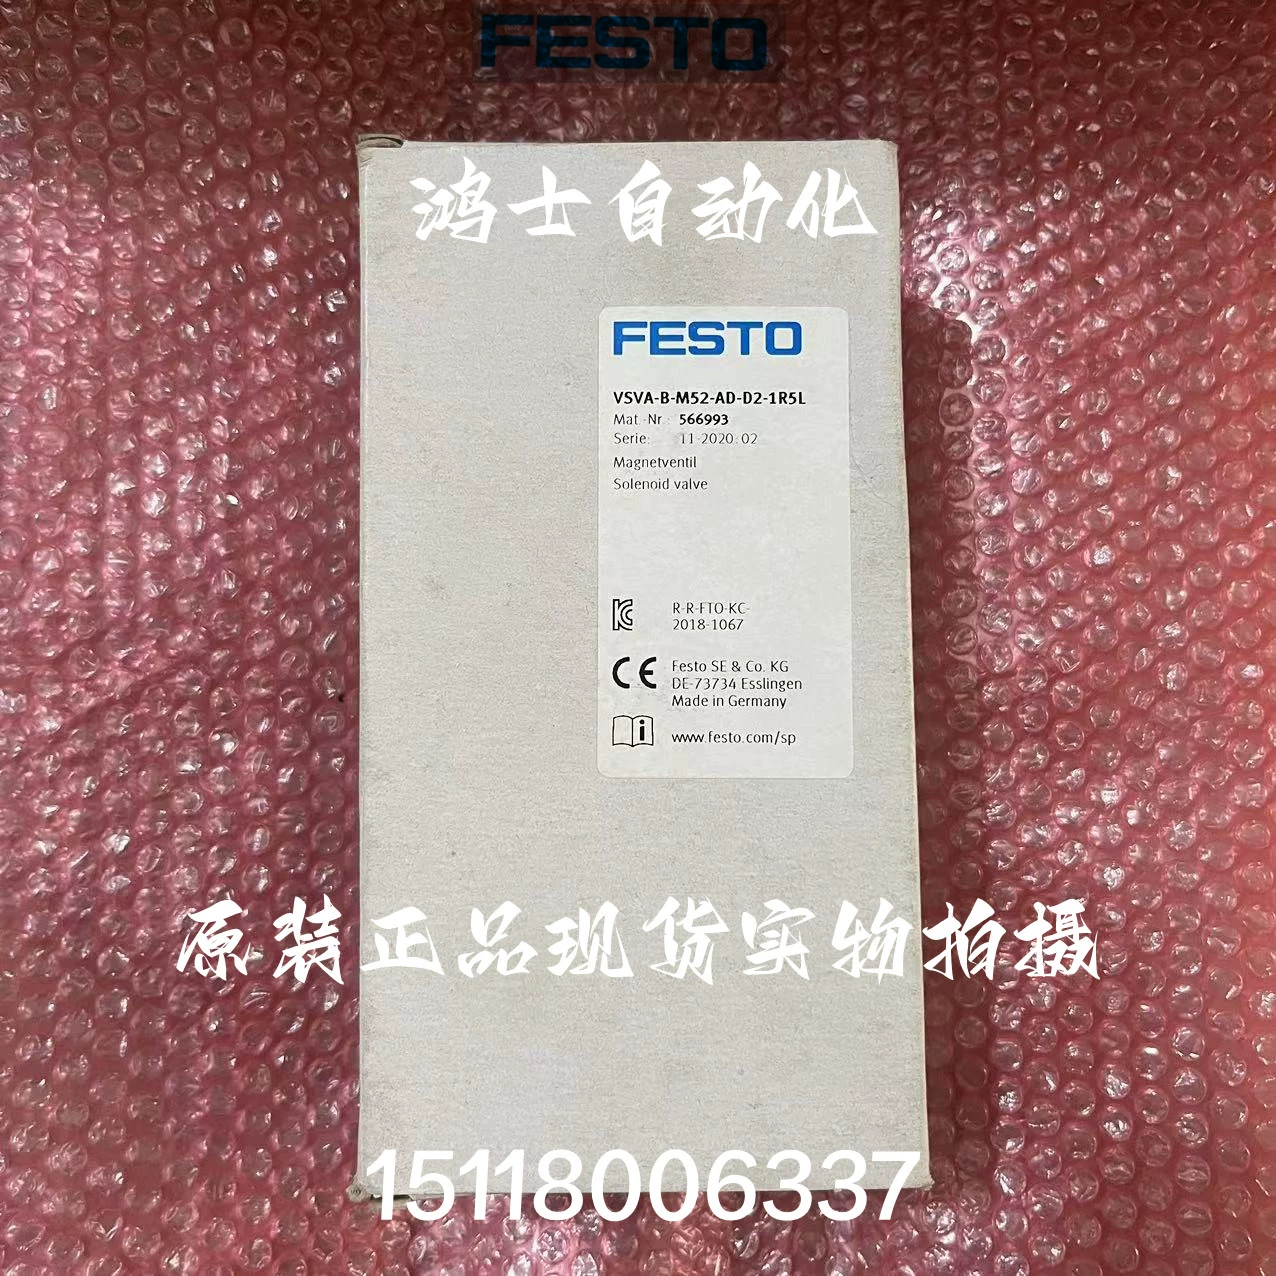 FESTO
鸿士自动化
FESTO
VSVA-B-M52-AD-D2-1R5L
Mat.-Nr.: 566993
Serie: 11-2020:02
Magnetventil
Solenoid valve
R-R-FTO-KC-
2018-1067
CE
Festo SE & Co. KG
DE-73734 Esslingen
Made in Germany
www.festo.com/sp
原装正品现货实物拍摄
15118006337